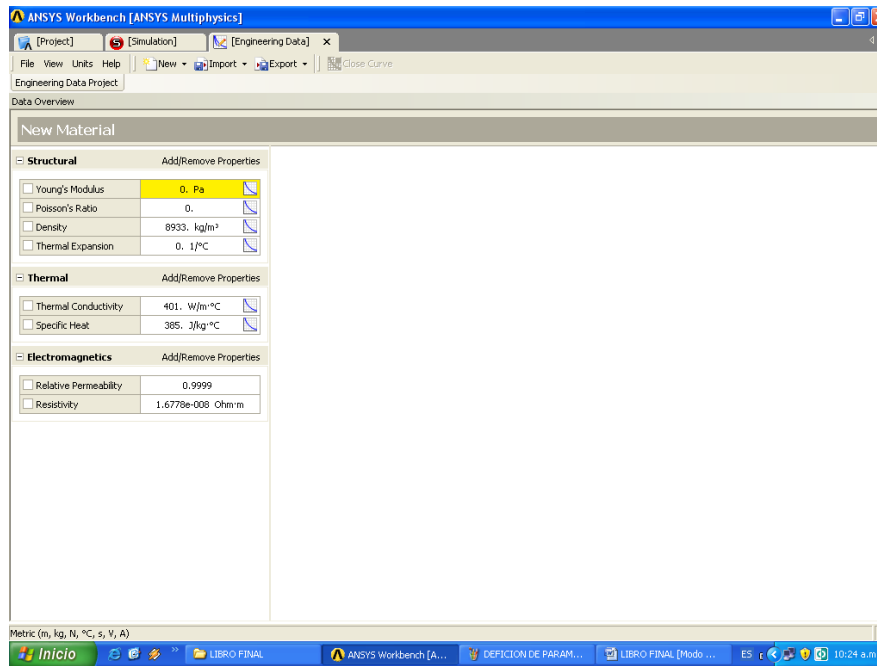 ANSYS Workbench [ANSYS Multiphysics]
[Project] [Simulation] [Engineering Data]
File View Units Help New Import Export Close Curve
Engineering Data Project
Data Overview
New Material
Structural Add/Remove Properties
Young's Modulus 0. Pa
Poisson's Ratio 0.
Density 8933. kg/m³
Thermal Expansion 0. 1/°C
Thermal Add/Remove Properties
Thermal Conductivity 401. W/m·°C
Specific Heat 385. J/kg·°C
Electromagnetics Add/Remove Properties
Relative Permeability 0.9999
Resistivity 1.6778e-008 Ohm·m
Metric (m, kg, N, °C, s, V, A)
Inicio LIBRO FINAL ANSYS Workbench [A... DEFICION DE PARAM... LIBRO FINAL [Modo ... ES 10:24 a.m